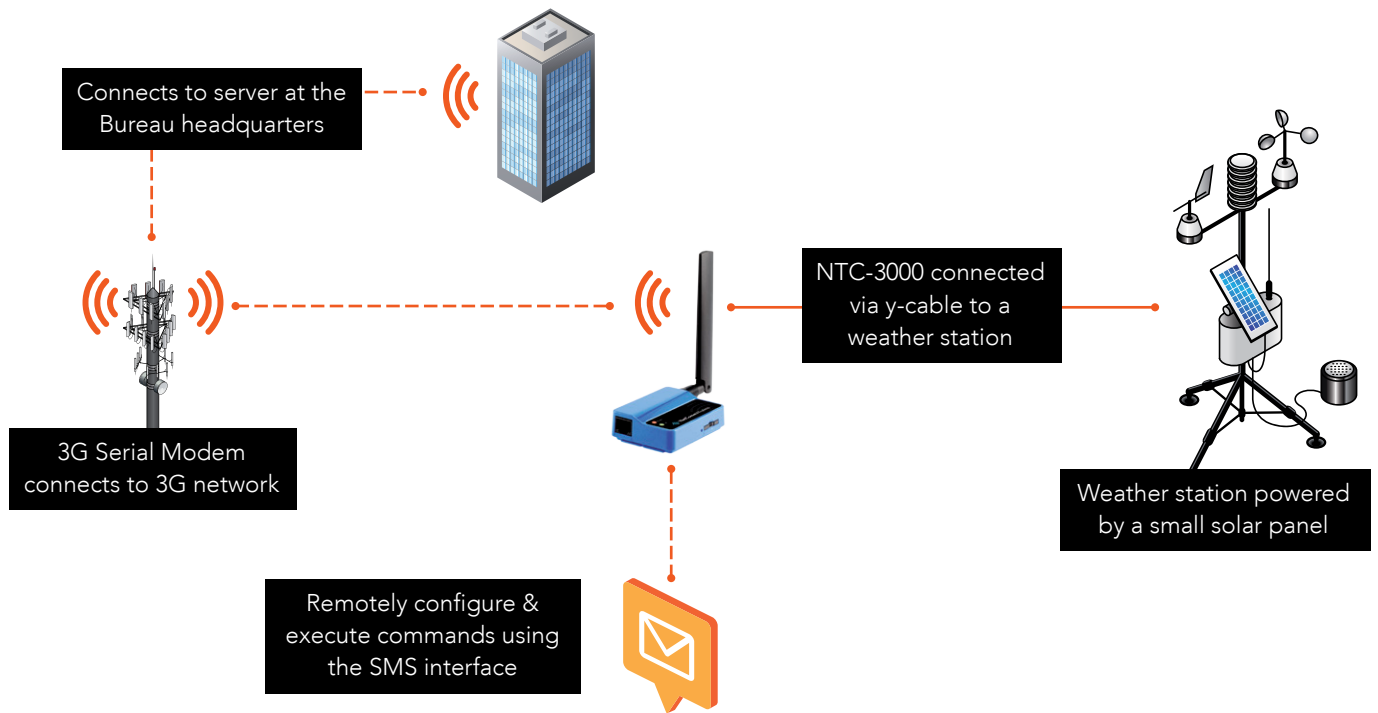 Connects to server at the
Bureau headquarters
NTC-3000 connected
via y-cable to a
weather station
3G Serial Modem
connects to 3G network
Weather station powered
by a small solar panel
Remotely configure &
execute commands using
the SMS interface